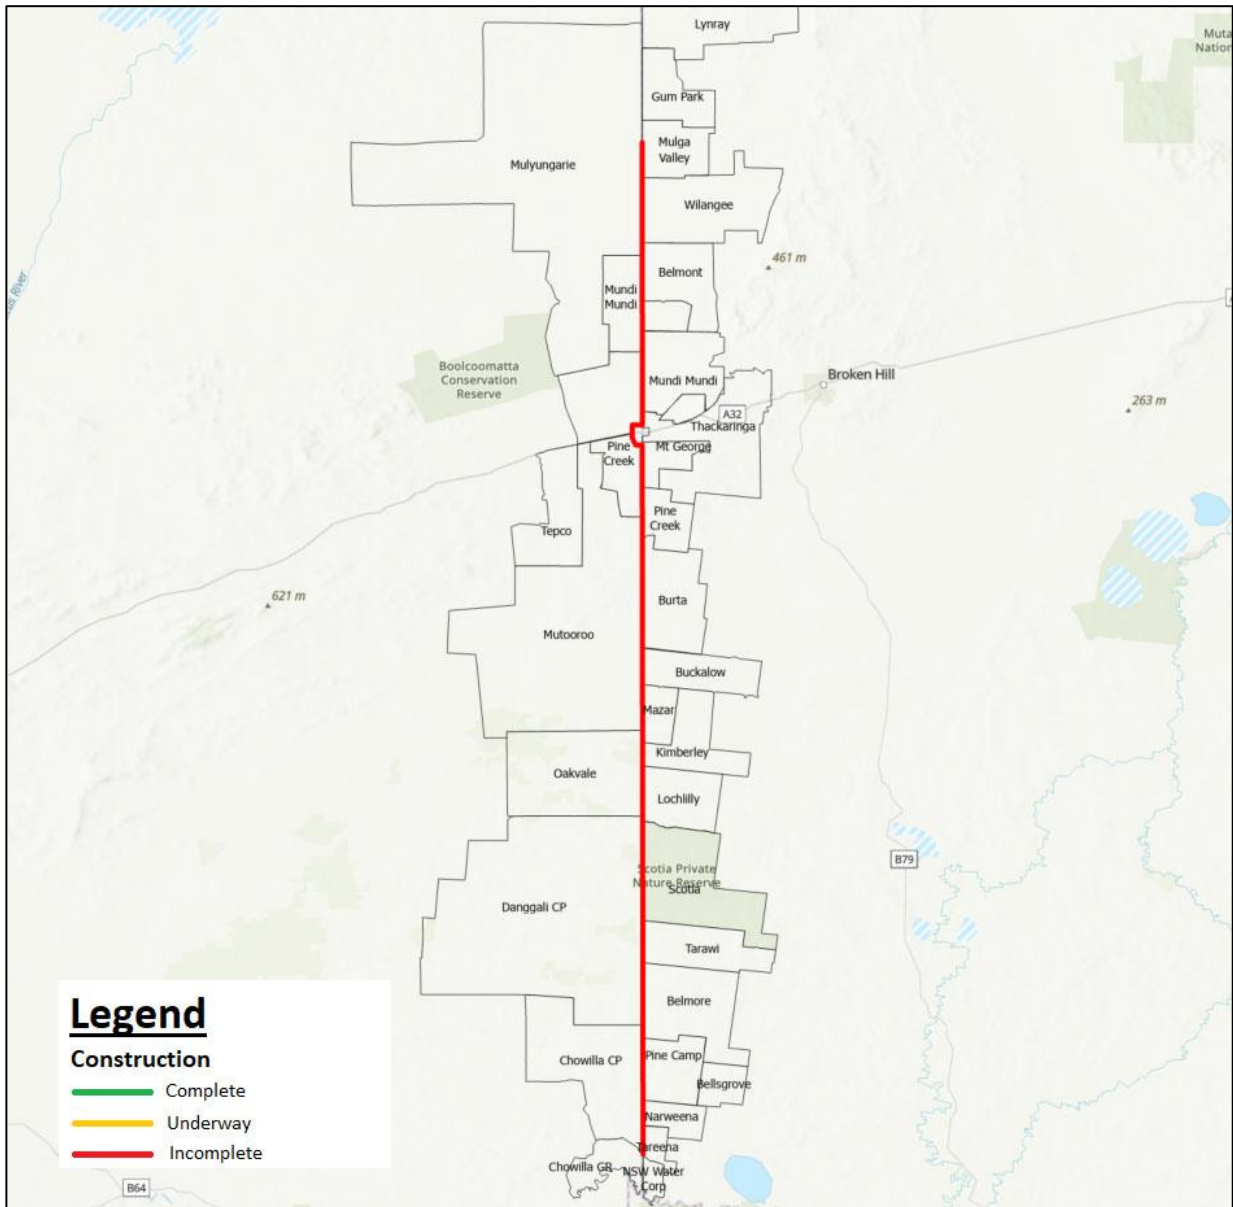 Lynray
Muta
Nation
Gum Park
Mulga
Valley
Mulyungarie
Wilangee
461 m
Belmont
Mundi
Mundi
Boolcoomatta
Conservation
Reserve
Mundi Mundi
Broken Hill
263 m
A32
Thackaringa
Pine
Creek
Mt George
Pine
Creek
Tepco
621 m
Burta
Mutooroo
Buckalow
Mazar
Kimberley
Oakvale
Lochlilly
B79
Scotia Private
Nature Reserve
Scotia
Danggali CP
Tarawi
Belmore
Pine Camp
Chowilla CP
Bellsgrove
Narweena
Tareena
Chowilla GR
NSW Water
Corp
B64
Legend
Construction
Complete
Underway
Incomplete